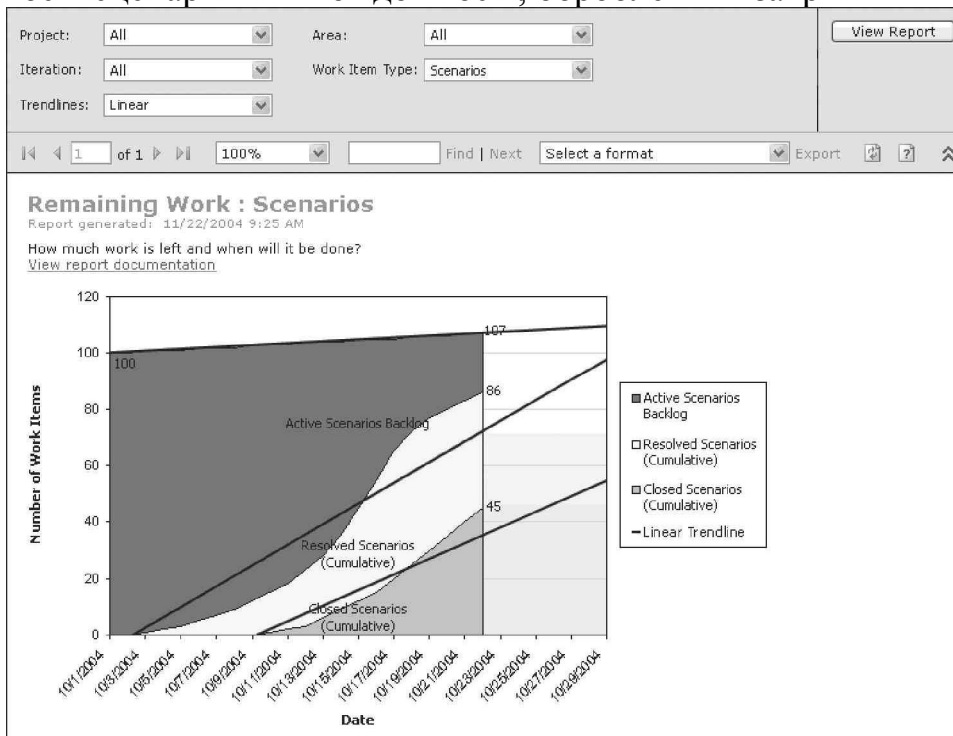 Project: All Area: All View Report
Iteration: All Work Item Type: Scenarios
Trendlines: Linear
1 of 1 100% Find | Next Select a format Export
Remaining Work : Scenarios
Report generated: 11/22/2004 9:25 AM
How much work is left and when will it be done?
View report documentation
120
100
80
60
40
20
0
Number of Work Items
100
107
86
45
Active Scenarios Backlog
Resolved Scenarios
(Cumulative)
Closed Scenarios
(Cumulative)
Active Scenarios
Backlog
Resolved Scenarios
(Cumulative)
Closed Scenarios
(Cumulative)
Linear Trendline
10/1/2004
10/3/2004
10/5/2004
10/7/2004
10/9/2004
10/11/2004
10/13/2004
10/15/2004
10/17/2004
10/19/2004
10/21/2004
10/23/2004
10/25/2004
10/27/2004
10/29/2004
Date